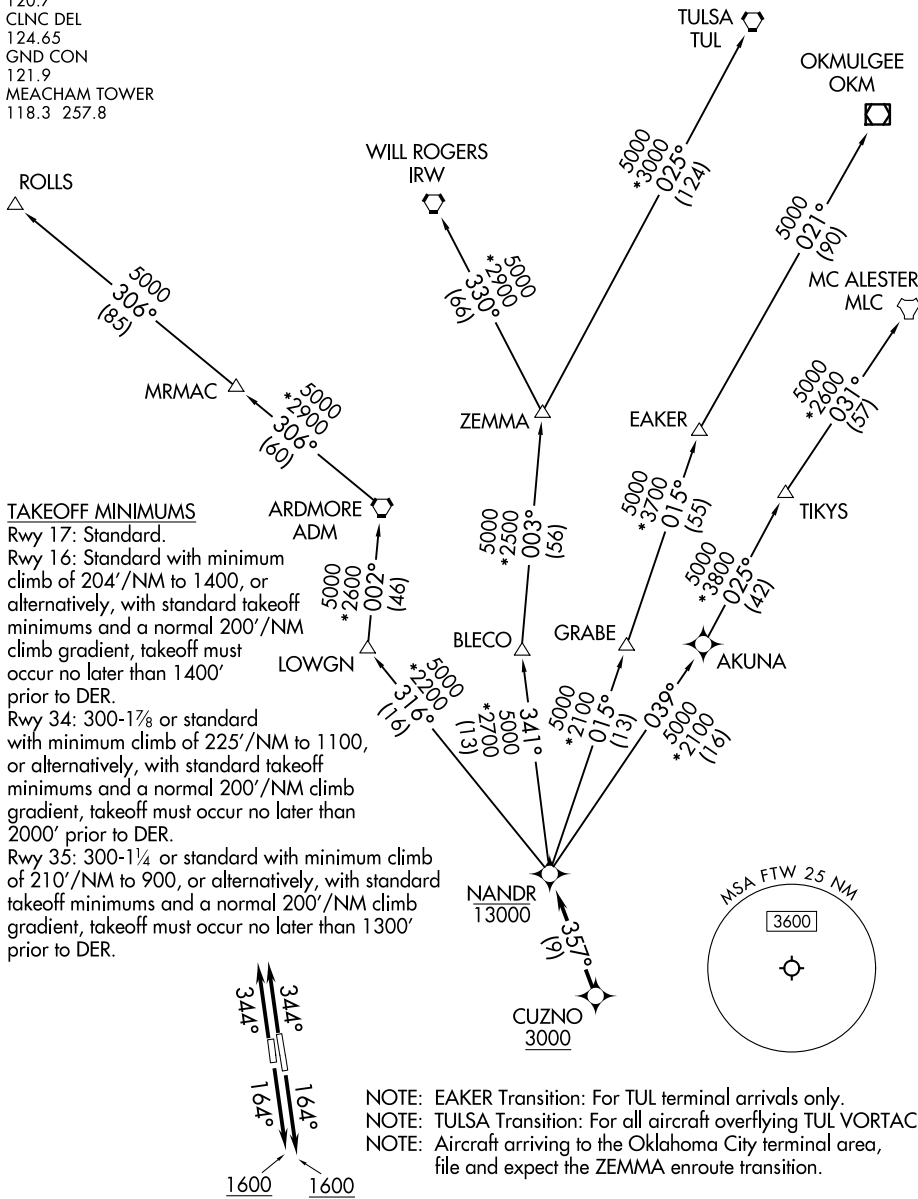 CLNC DEL
124.65
GND CON
121.9
MEACHAM TOWER
118.3 257.8
TULSA
TUL
OKMULGEE
OKM
WILL ROGERS
IRW
ROLLS
5000
*3000
025°
(124)
5000
021°
(90)
MC ALESTER
MLC
5000
*2900
330°
(66)
5000
306°
(85)
MRMAC
5000
*2900
306°
(60)
ZEMMA
EAKER
5000
*2600
031°
(57)
TIKYS
ARDMORE
ADM
5000
*2600
002°
(46)
5000
*2500
003°
(56)
5000
*3700
015°
(55)
5000
*3800
025°
(42)
LOWGN
BLECO
GRABE
AKUNA
5000
*2200
316°
(16)
341°
5000
*2700
(13)
5000
*2100
015°
(13)
039°
5000
*2100
(16)
TAKEOFF MINIMUMS
Rwy 17: Standard.
Rwy 16: Standard with minimum
climb of 204'/NM to 1400, or
alternatively, with standard takeoff
minimums and a normal 200'/NM
climb gradient, takeoff must
occur no later than 1400'
prior to DER.
Rwy 34: 300-1⅞ or standard
with minimum climb of 225'/NM to 1100,
or alternatively, with standard takeoff
minimums and a normal 200'/NM climb
gradient, takeoff must occur no later than
2000' prior to DER.
Rwy 35: 300-1¼ or standard with minimum climb
of 210'/NM to 900, or alternatively, with standard
takeoff minimums and a normal 200'/NM climb
gradient, takeoff must occur no later than 1300'
prior to DER.
NANDR
13000
357°
(9)
CUZNO
3000
MSA FTW 25 NM
3600
344°
344°
164°
164°
1600
1600
NOTE: EAKER Transition: For TUL terminal arrivals only.
NOTE: TULSA Transition: For all aircraft overflying TUL VORTAC
NOTE: Aircraft arriving to the Oklahoma City terminal area,
file and expect the ZEMMA enroute transition.